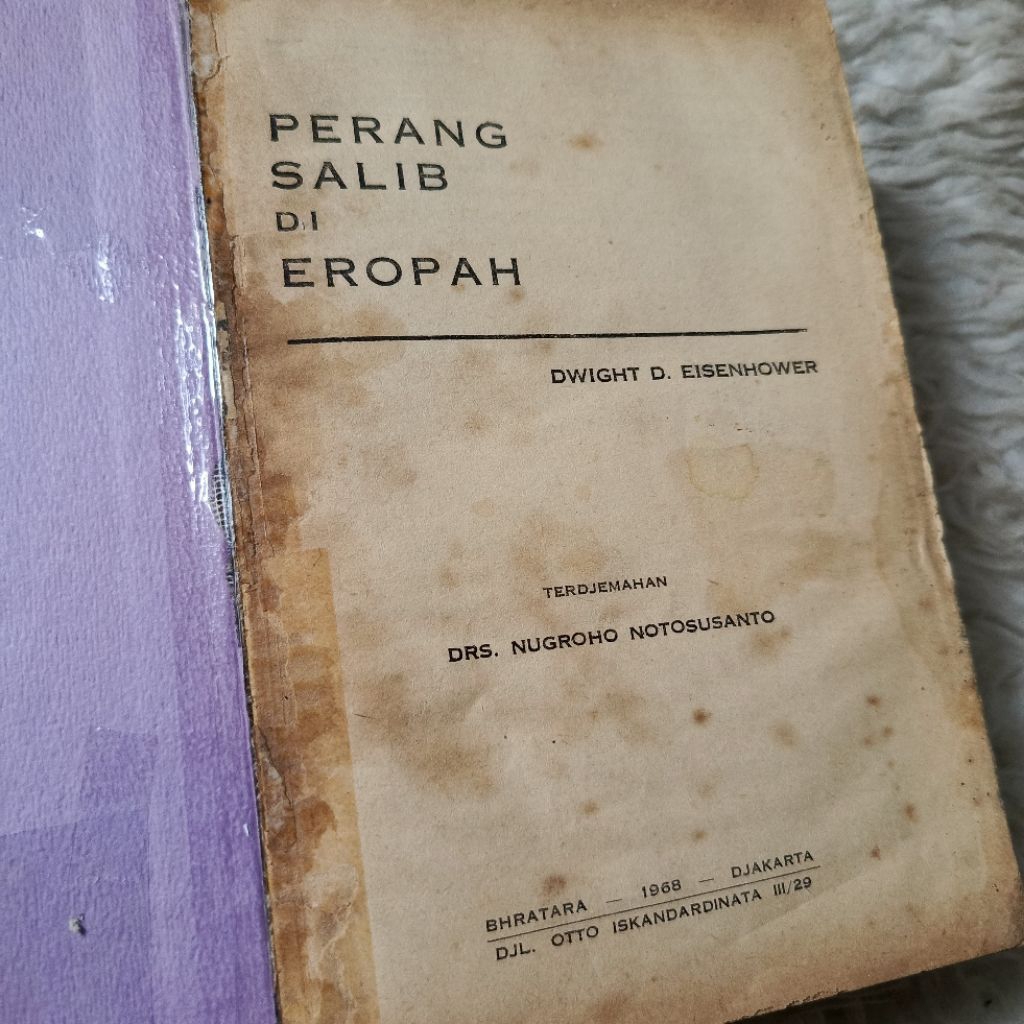 PERANG
SALIB
DI
EROPAH
DWIGHT D. EISENHOWER
TERDJEMAHAN
DRS. NUGROHO NOTOSUSANTO
BHRATARA — 1968 — DJAKARTA
DJL. OTTO ISKANDARDINATA III/29